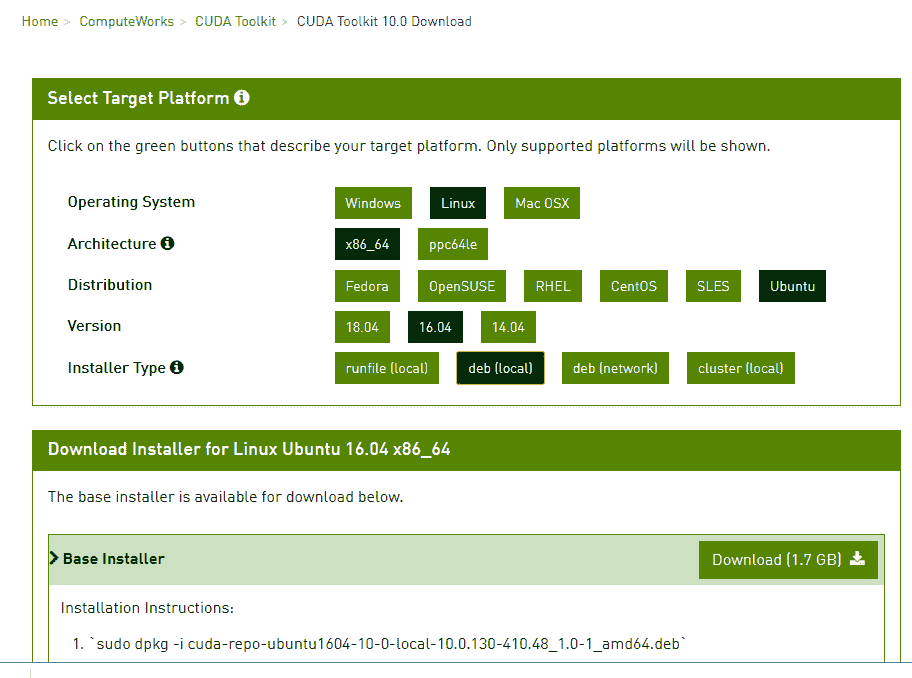 Home > ComputeWorks > CUDA Toolkit > CUDA Toolkit 10.0 Download
Select Target Platform
Click on the green buttons that describe your target platform. Only supported platforms will be shown.
Operating System Windows Linux Mac OSX
Architecture x86_64 ppc64le
Distribution Fedora OpenSUSE RHEL CentOS SLES Ubuntu
Version 18.04 16.04 14.04
Installer Type runfile (local) deb (local) deb (network) cluster (local)
Download Installer for Linux Ubuntu 16.04 x86_64
The base installer is available for download below.
Base Installer Download (1.7 GB)
Installation Instructions:
1. `sudo dpkg -i cuda-repo-ubuntu1604-10-0-local-10.0.130-410.48_1.0-1_amd64.deb`